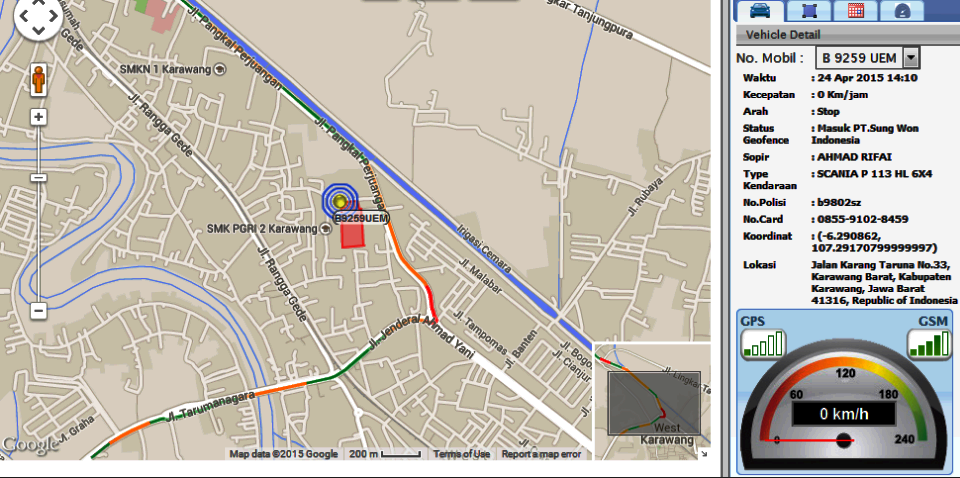 Jl. Pangkal Perjuangan
gkar Tanjungpura
Gede
SMKN 1 Karawang
Jl. Rangga Gede
Jl. Pangkal Perjuanga
Jl. Rubaya
B9259UEM
SMK PGRI 2 Karawang
Irigasi Cemara
Jl. Malabar
Jl. Rangga Gede
Jl. Jenderal Ahmad Yani
Jl. Tampomas
Jl. Banten
Jl. Bogo
Jl. Cianjur
Jl. Lingkar Ta
Jl. Tarumanagara
Jl. Graha
West
Karawang
Google
Map data ©2015 Google
200 m
Terms of Use
Report a map error
Vehicle Detail
No. Mobil : B 9259 UEM
Waktu : 24 Apr 2015 14:10
Kecepatan : 0 Km/jam
Arah : Stop
Status Geofence : Masuk PT.Sung Won Indonesia
Sopir : AHMAD RIFAI
Type Kendaraan : SCANIA P 113 HL 6X4
No.Polisi : b9802sz
No.Card : 0855-9102-8459
Koordinat : (-6.290862,
107.29170799999997)
Lokasi : Jalan Karang Taruna No.33,
Karawang Barat, Kabupaten
Karawang, Jawa Barat
41316, Republic of Indonesia
GPS
GSM
120
60
180
0 km/h
0
240